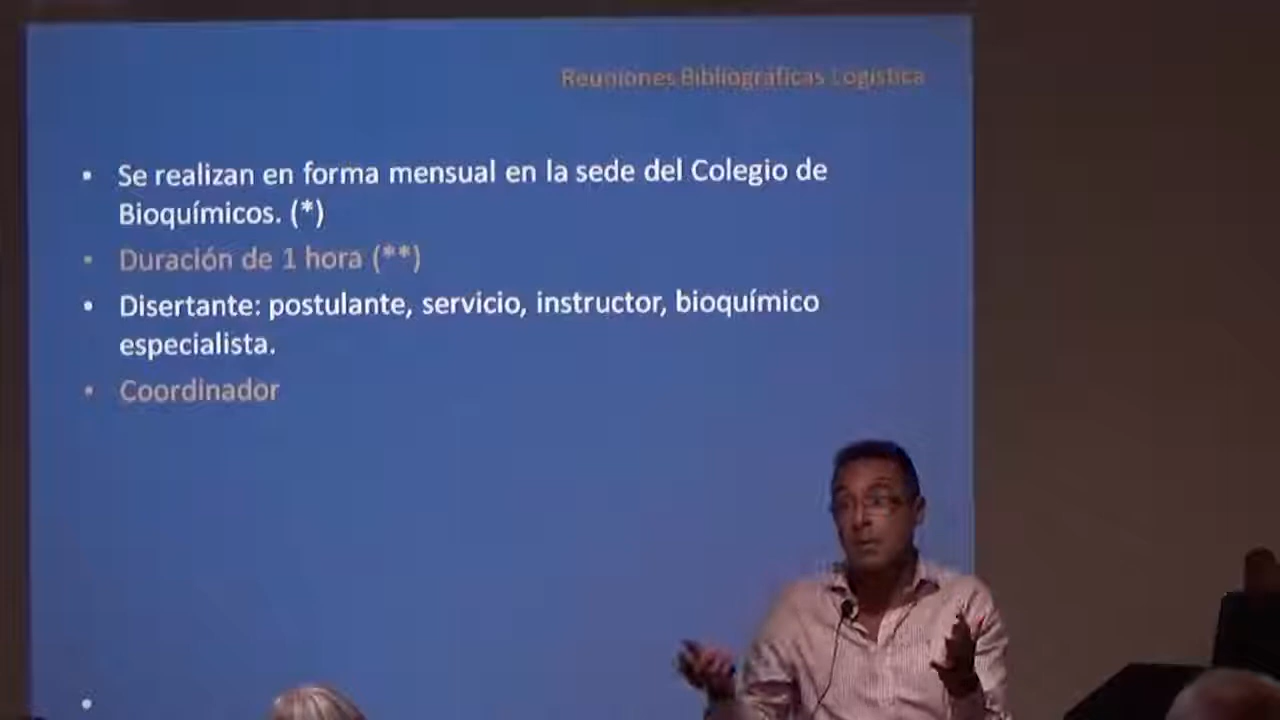 Reuniones Bibliográficas Logística
• Se realizan en forma mensual en la sede del Colegio de
Bioquímicos. (*)
• Duración de 1 hora (**)
• Disertante: postulante, servicio, instructor, bioquímico
especialista.
• Coordinador
•